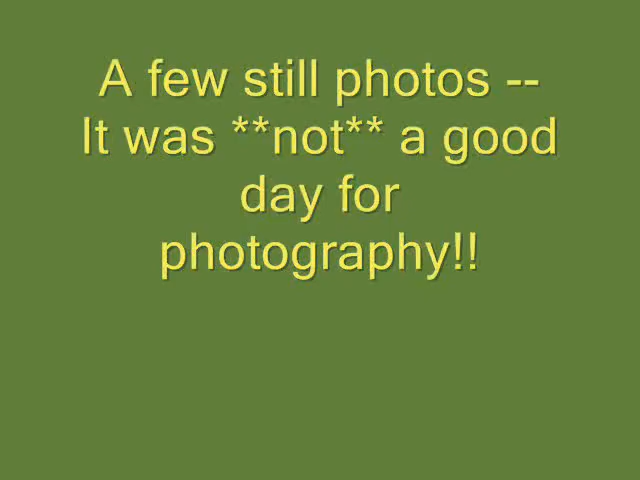 A few still photos --
It was **not** a good
day for
photography!!